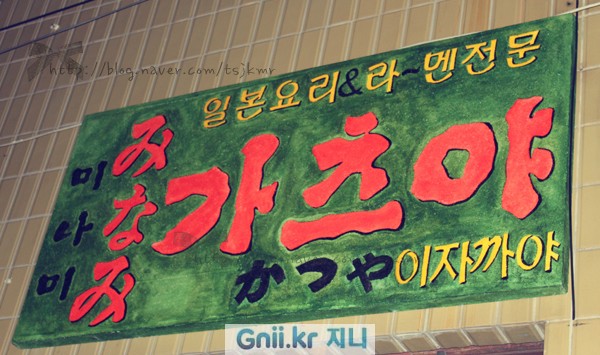 http://blog.naver.com/tsjkmr
일본요리&라~멘전문
미나미
みなみ
가츠야
かつや이자까야
Gnii.kr 지니